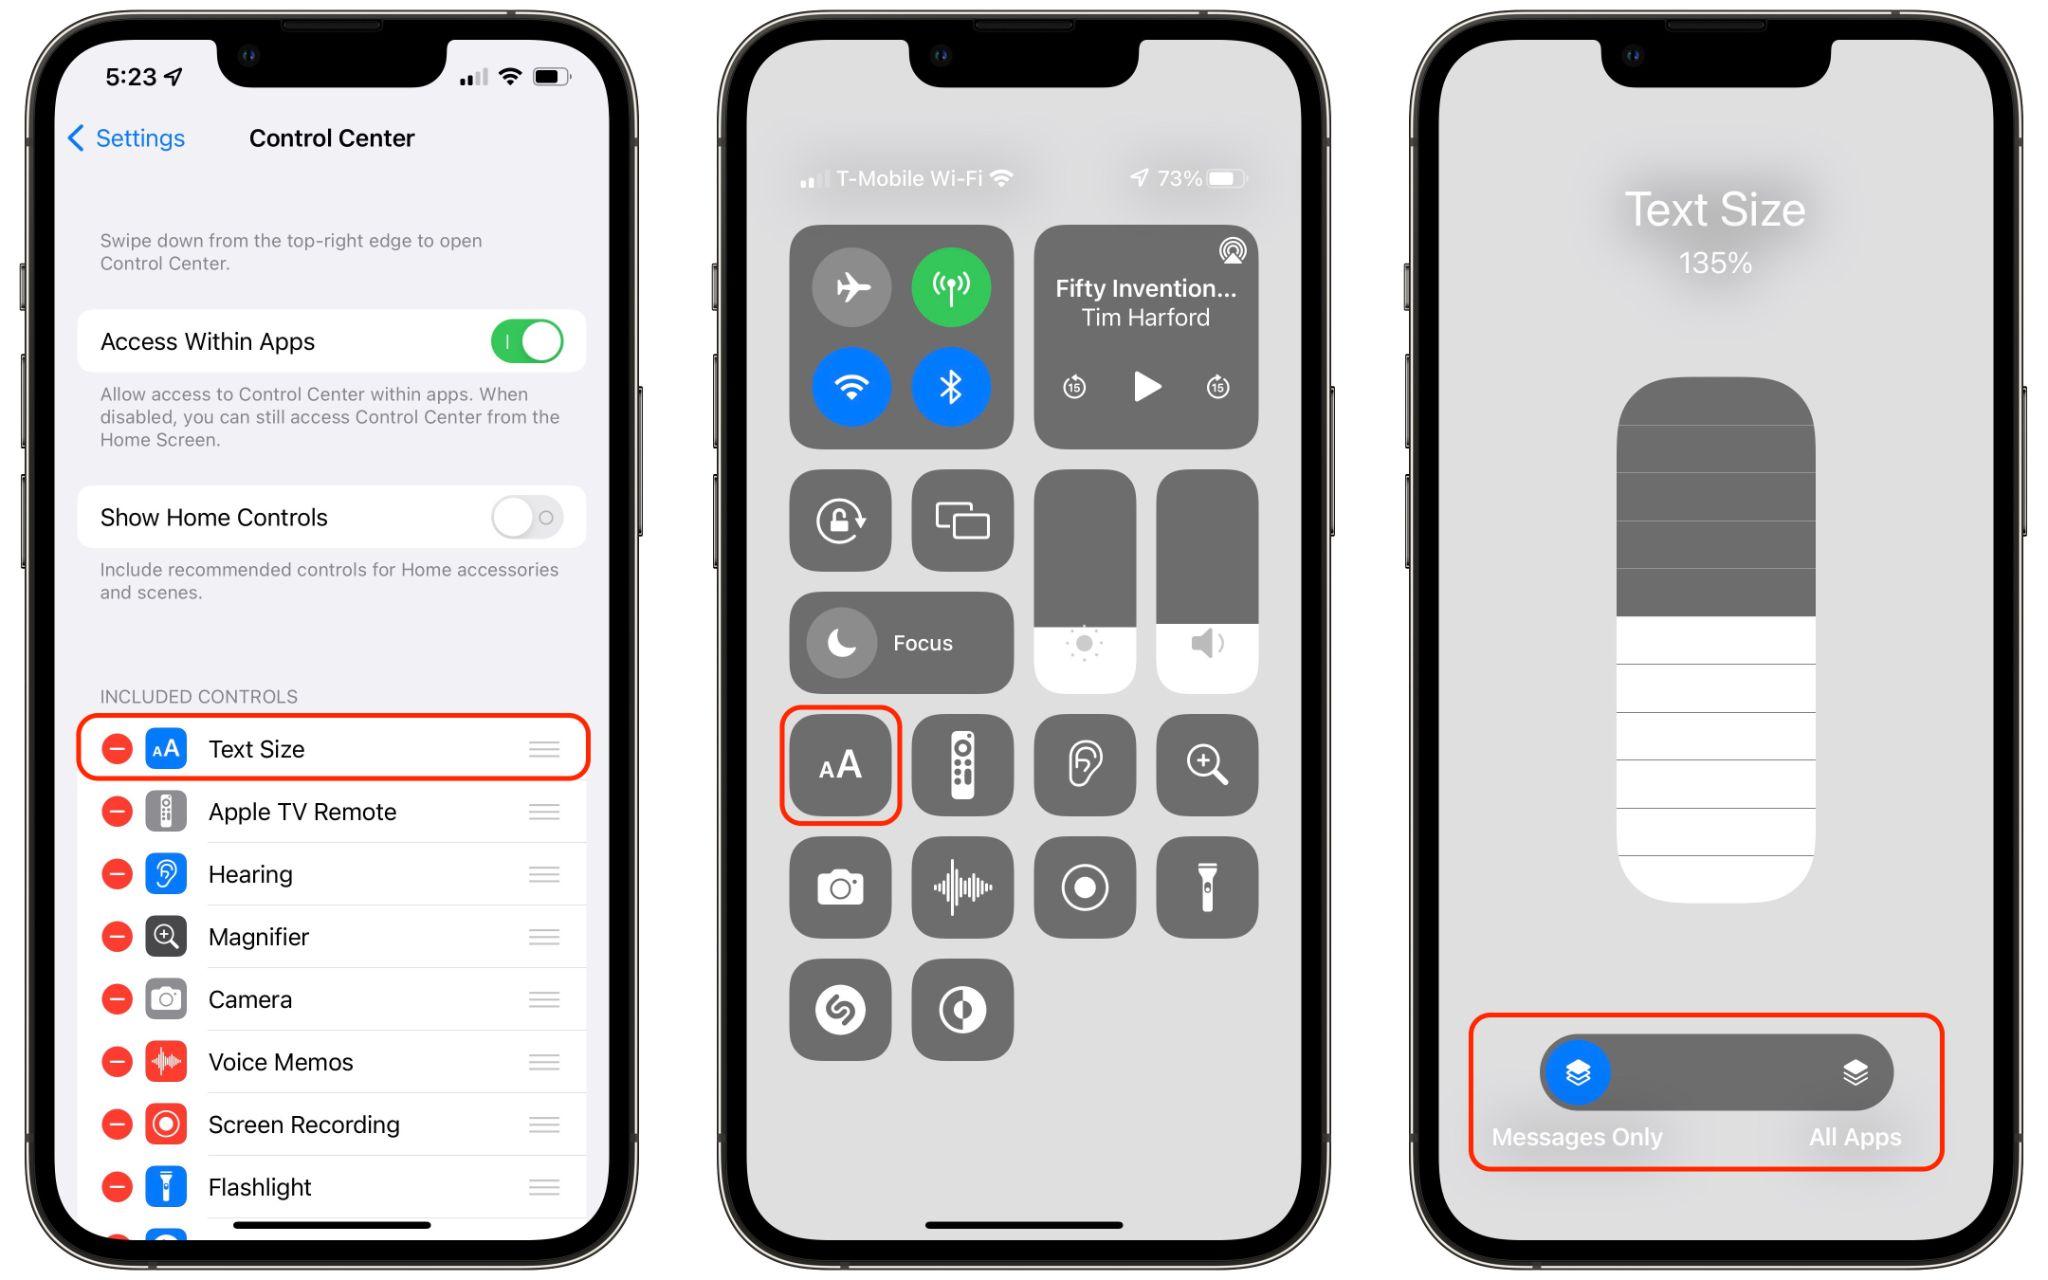 5:23
Settings
Control Center
Swipe down from the top-right edge to open
Control Center.
Access Within Apps
Allow access to Control Center within apps. When
disabled, you can still access Control Center from the
Home Screen.
Show Home Controls
Include recommended controls for Home accessories
and scenes.
INCLUDED CONTROLS
AA Text Size
Apple TV Remote
Hearing
Magnifier
Camera
Voice Memos
Screen Recording
Flashlight
T-Mobile Wi-Fi 73%
Fifty Invention...
Tim Harford
15 15
Focus
AA
Text Size
135%
Messages Only All Apps